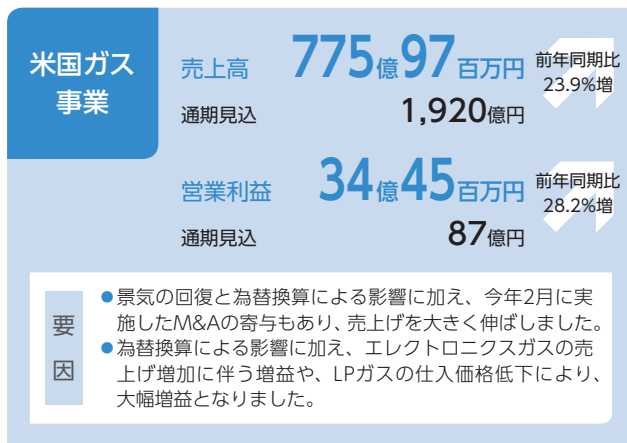 米国ガス
事業
売上高 775億97百万円 前年同期比
23.9%増
通期見込 1,920億円
営業利益 34億45百万円 前年同期比
28.2%増
通期見込 87億円
要因
●景気の回復と為替換算による影響に加え、今年2月に実
施したM&Aの寄与もあり、売上げを大きく伸ばしました。
●為替換算による影響に加え、エレクトロニクスガスの売
上げ増加に伴う増益や、LPガスの仕入価格低下により、
大幅増益となりました。